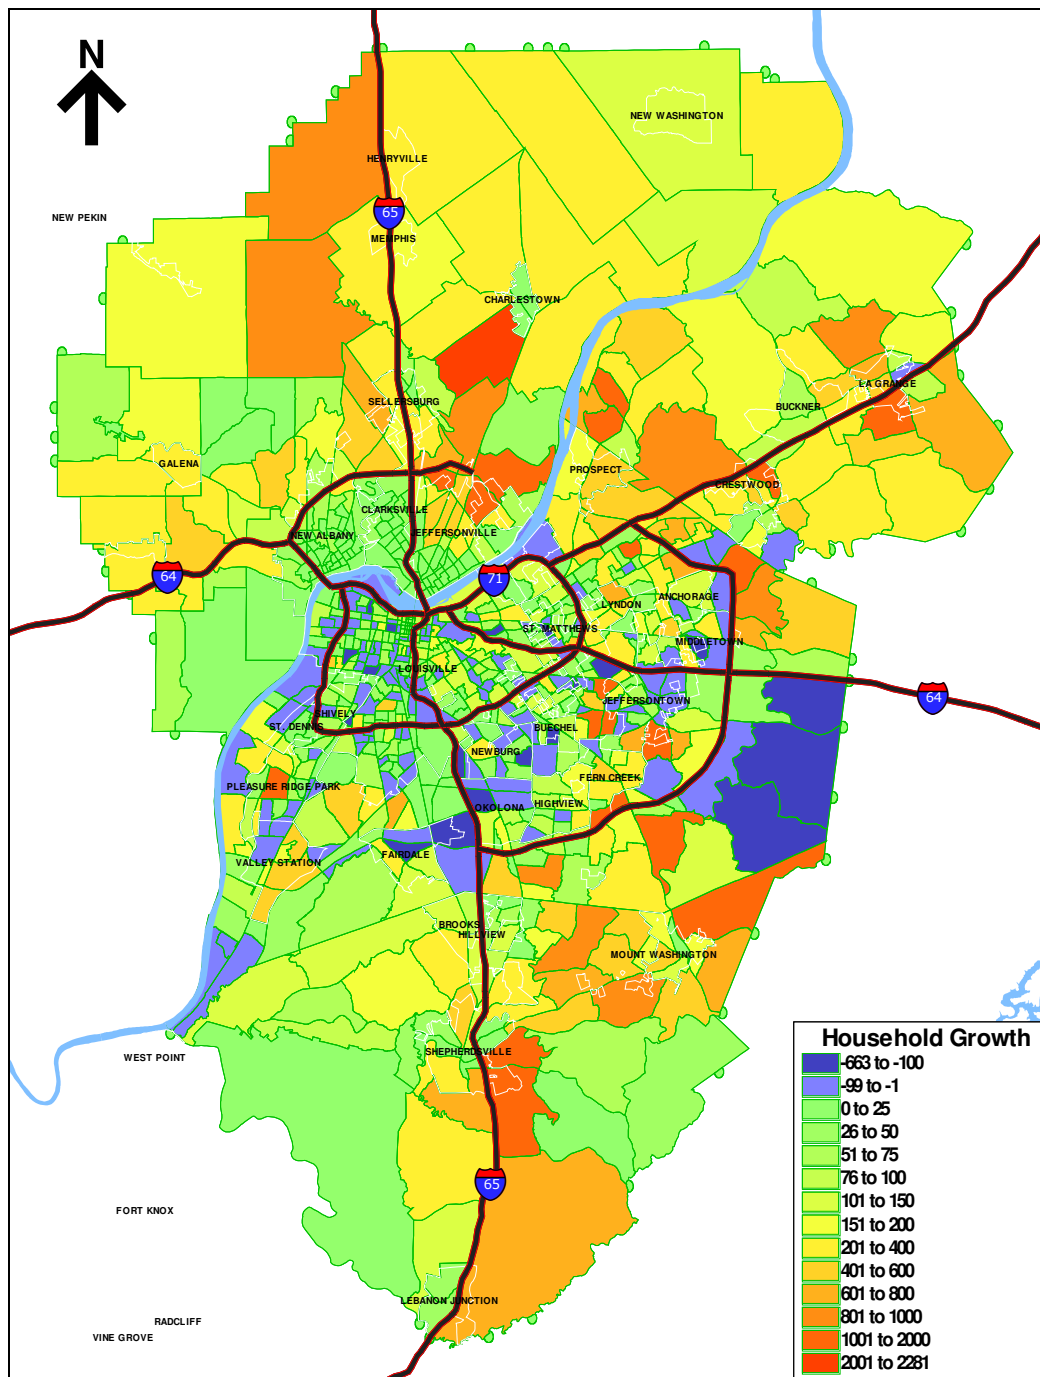 N
NEW WASHINGTON
HENRYVILLE
65
NEW PEKIN
MEMPHIS
CHARLESTOWN
LA GRANGE
SELLERSBURG
BUCKNER
GALENA
PROSPECT
CRESTWOOD
CLARKSVILLE
JEFFERSONVILLE
NEW ALBANY
64
71
ANCHORAGE
LYNDON
ST. MATTHEWS
MIDDLETOWN
LOUISVILLE
64
JEFFERSONTOWN
SHIVELY
ST. DENNIS
BUECHEL
NEWBURG
FERN CREEK
PLEASURE RIDGE PARK
OKOLONA
HIGHVIEW
FAIRDALE
VALLEY STATION
BROOKS
HILLVIEW
MOUNT WASHINGTON
SHEPHERDSVILLE
WEST POINT
65
FORT KNOX
LEBANON JUNCTION
RADCLIFF
VINE GROVE
Household Growth
-663 to -100
-99 to -1
0 to 25
26 to 50
51 to 75
76 to 100
101 to 150
151 to 200
201 to 400
401 to 600
601 to 800
801 to 1000
1001 to 2000
2001 to 2281